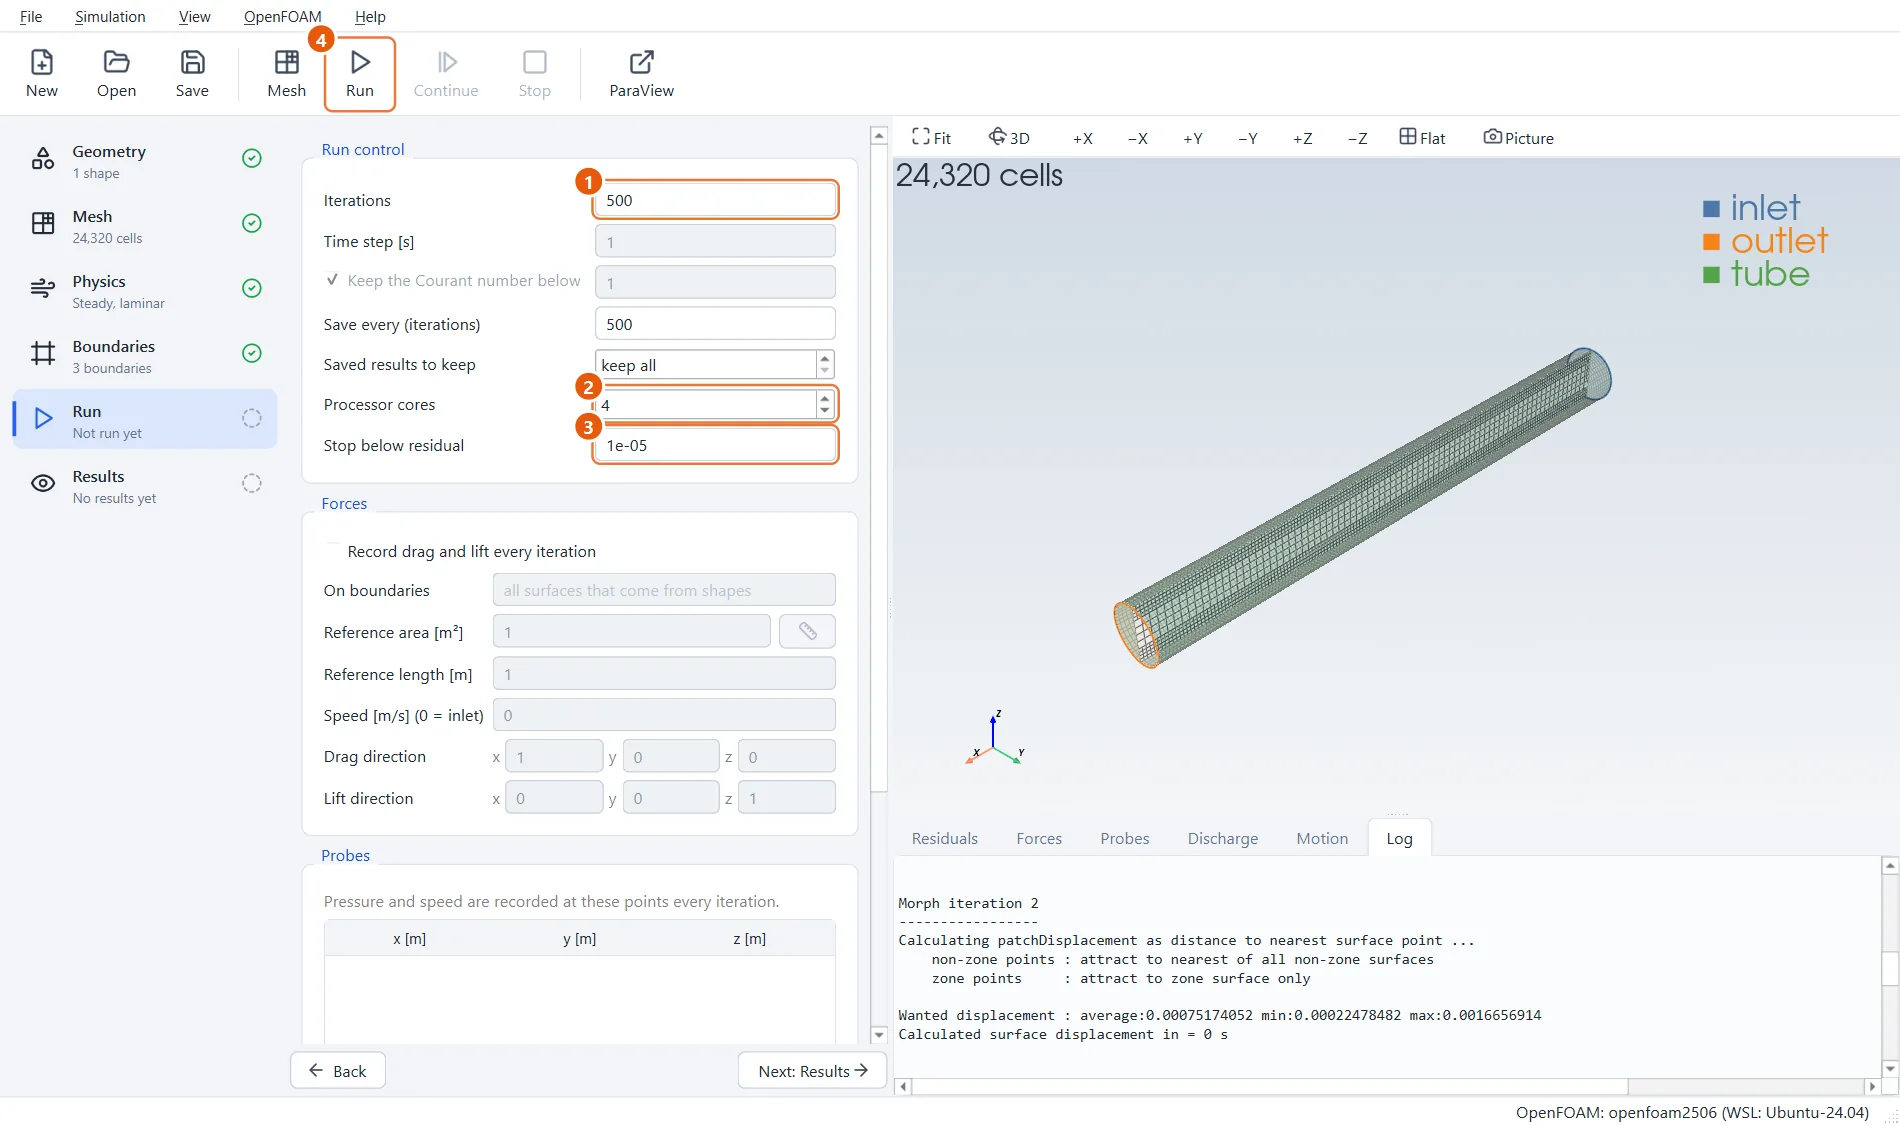 File Simulation View OpenFOAM Help
4
New Open Save Mesh Run Continue Stop ParaView
Geometry
1 shape
Mesh
24,320 cells
Physics
Steady, laminar
Boundaries
3 boundaries
Run
Not run yet
Results
No results yet
Run control
1
Iterations 500
Time step [s] 1
Keep the Courant number below 1
Save every (iterations) 500
Saved results to keep keep all
2
Processor cores 4
3
Stop below residual 1e-05
Forces
Record drag and lift every iteration
On boundaries all surfaces that come from shapes
Reference area [m²] 1
Reference length [m] 1
Speed [m/s] (0 = inlet) 0
Drag direction x 1 y 0 z 0
Lift direction x 0 y 0 z 1
Probes
Pressure and speed are recorded at these points every iteration.
x [m] y [m] z [m]
Back Next: Results
Fit 3D +X −X +Y −Y +Z −Z Flat Picture
24,320 cells
inlet
outlet
tube
Z
X Y
Residuals Forces Probes Discharge Motion Log
Morph iteration 2
-----------------
Calculating patchDisplacement as distance to nearest surface point ...
non-zone points : attract to nearest of all non-zone surfaces
zone points : attract to zone surface only
Wanted displacement : average:0.00075174052 min:0.00022478482 max:0.0016656914
Calculated surface displacement in = 0 s
OpenFOAM: openfoam2506 (WSL: Ubuntu-24.04)